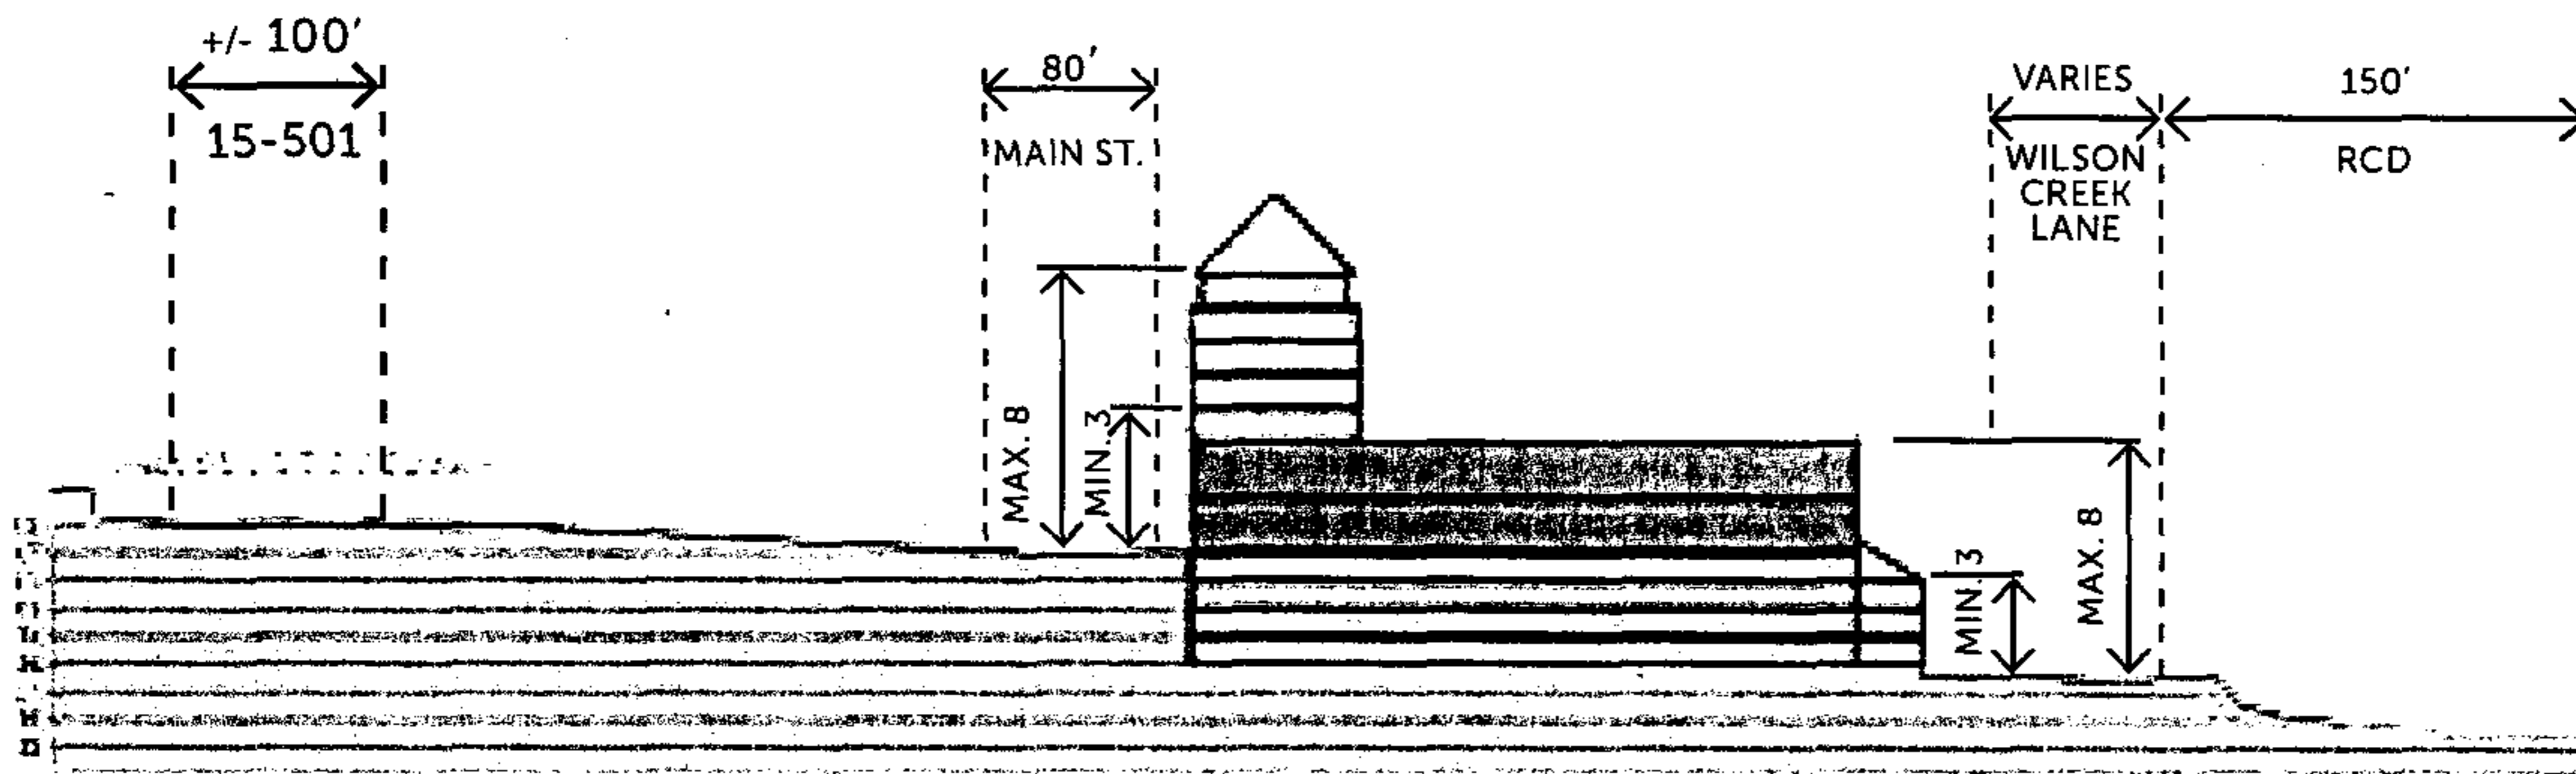 +/- 100'
15-501
80'
MAIN ST.
VARIES
WILSON
CREEK
LANE
150'
RCD
MAX. 8
MIN. 3
MIN. 3
MAX. 8